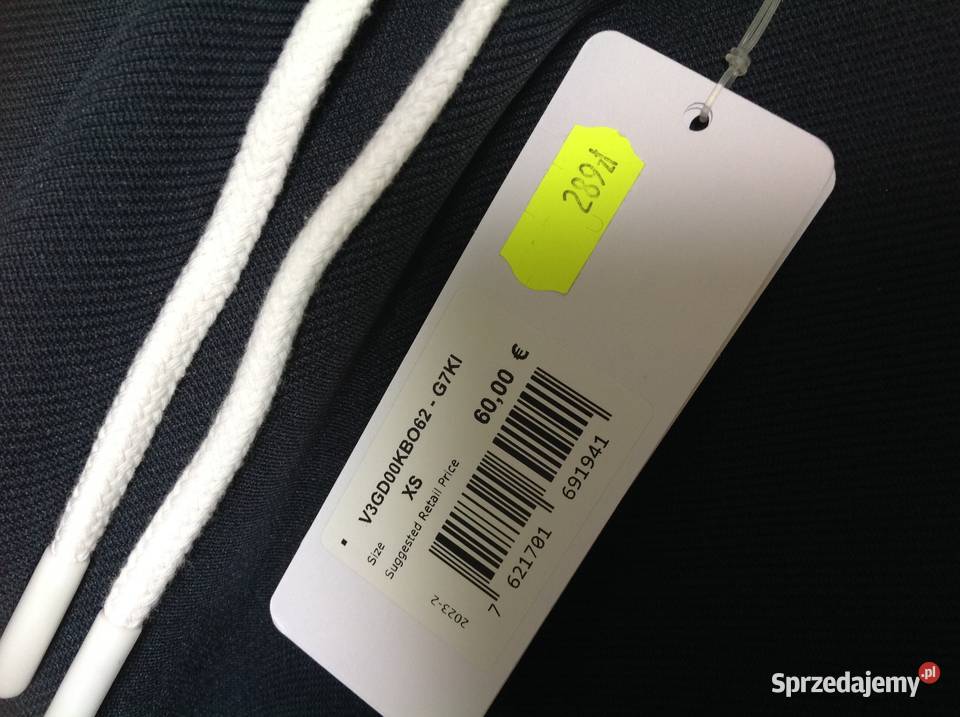 289zł
V3GD00KBO62 - G7KI
Size XS
Suggested Retail Price 60,00 €
7 621701 691941
2023-2
Sprzedajemy.pl